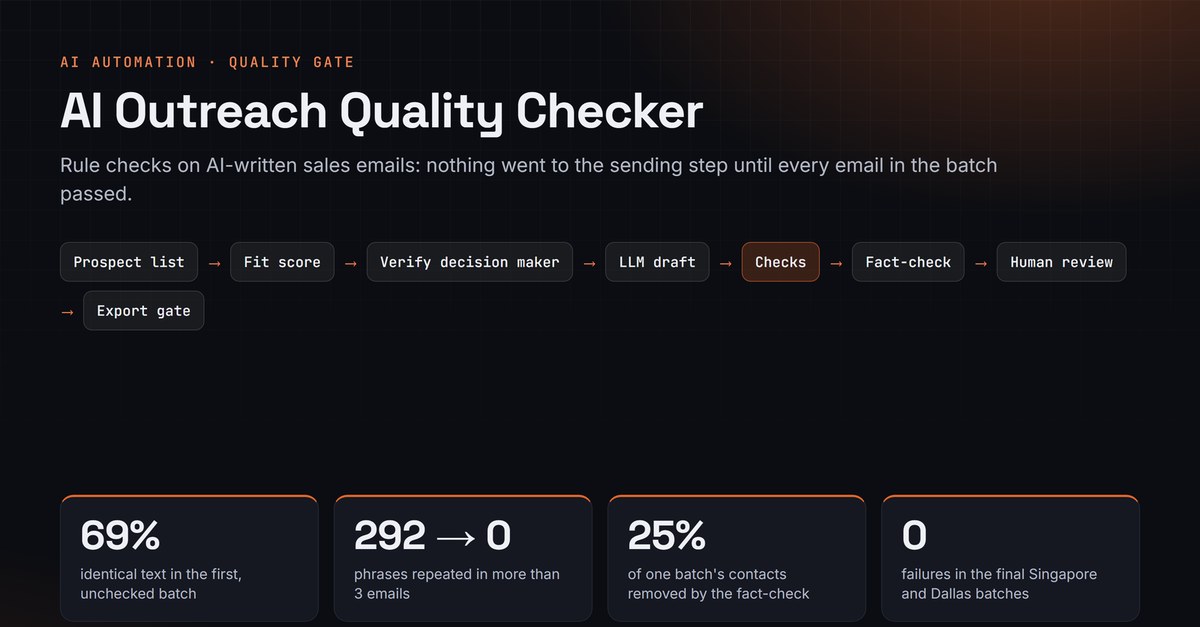 AI AUTOMATION · QUALITY GATE
AI Outreach Quality Checker
Rule checks on AI-written sales emails: nothing went to the sending step until every email in the batch
passed.
Prospect list → Fit score → Verify decision maker → LLM draft → Checks → Fact-check → Human review
→ Export gate
69%
identical text in the first,
unchecked batch
292 → 0
phrases repeated in more than
3 emails
25%
of one batch's contacts
removed by the fact-check
0
failures in the final Singapore
and Dallas batches